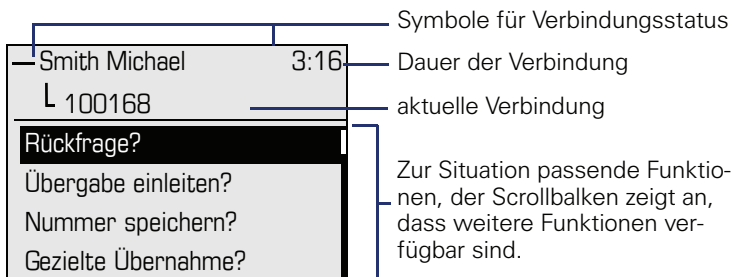 Symbole für Verbindungsstatus
Smith Michael 3:16
Dauer der Verbindung
100168
aktuelle Verbindung
Rückfrage?
Übergabe einleiten?
Nummer speichern?
Gezielte Übernahme?
Zur Situation passende Funktio-
nen, der Scrollbalken zeigt an,
dass weitere Funktionen ver-
fügbar sind.